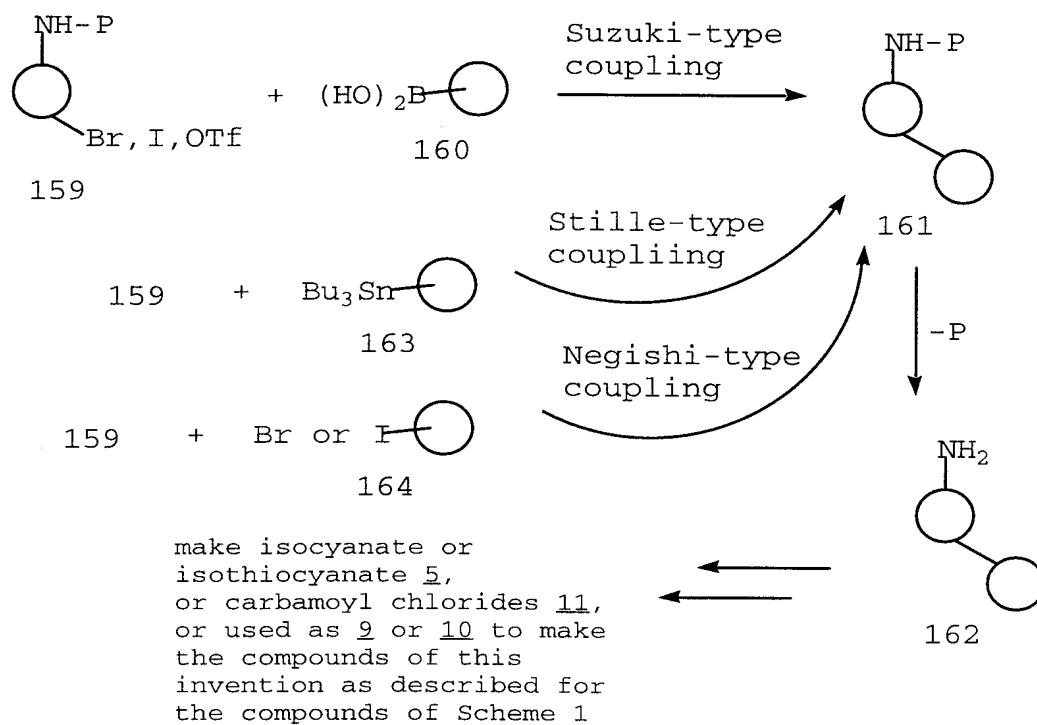 NH-P
Br, I, OTf
159
+
(HO)2B
160
Suzuki-type
coupling
NH-P
161
159
+
Bu3Sn
163
Stille-type
coupliing
159
+
Br or I
164
Negishi-type
coupling
-P
NH2
162
make isocyanate or
isothiocyanate 5,
or carbamoyl chlorides 11,
or used as 9 or 10 to make
the compounds of this
invention as described for
the compounds of Scheme 1